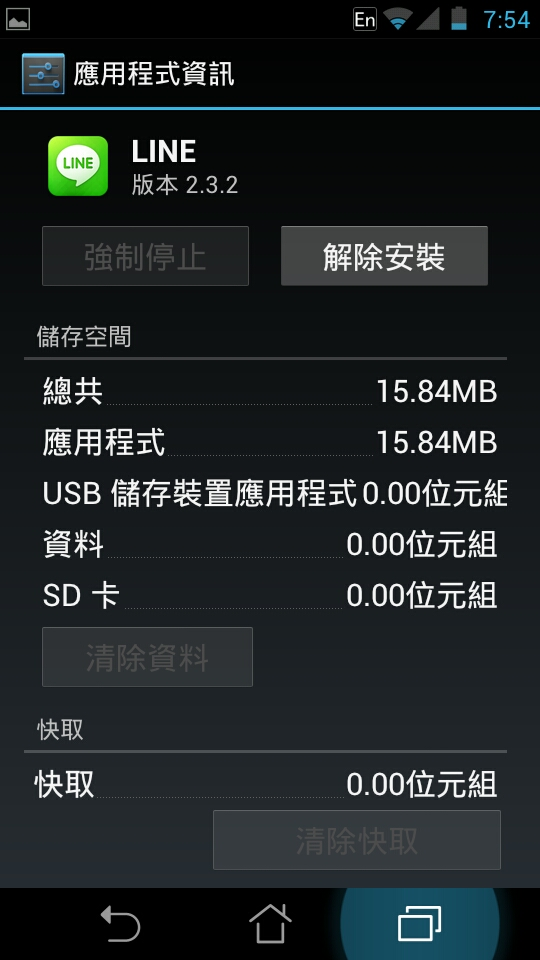 En 7:54
應用程式資訊
LINE
LINE
版本 2.3.2
強制停止 解除安裝
儲存空間
總共 15.84MB
應用程式 15.84MB
USB 儲存裝置應用程式 0.00位元組
資料 0.00位元組
SD 卡 0.00位元組
清除資料
快取
快取 0.00位元組
清除快取